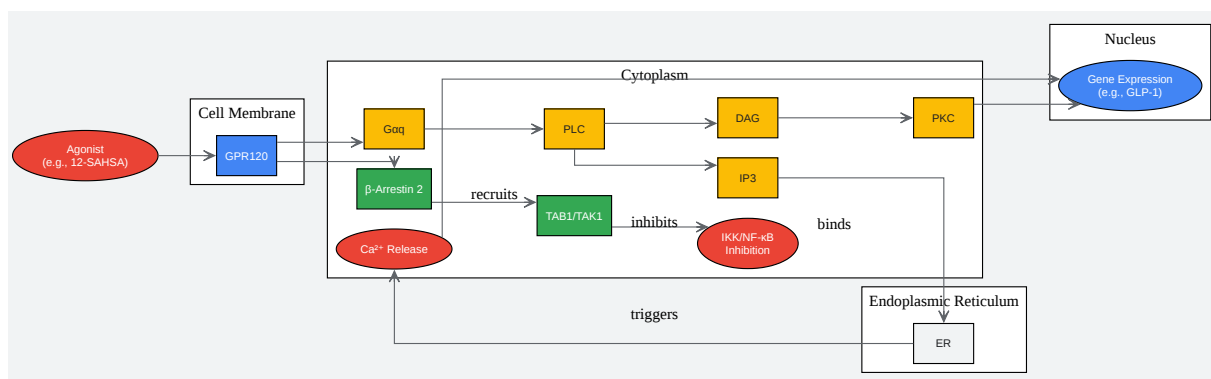 Nucleus
Gene Expression
(e.g., GLP-1)
Cytoplasm
Cell Membrane
Agonist
(e.g., 12-SAHSA)
GPR120
Gαq
PLC
DAG
PKC
β-Arrestin 2
recruits
TAB1/TAK1
inhibits
IKK/NF-κB
Inhibition
IP3
binds
Ca²⁺ Release
triggers
Endoplasmic Reticulum
ER